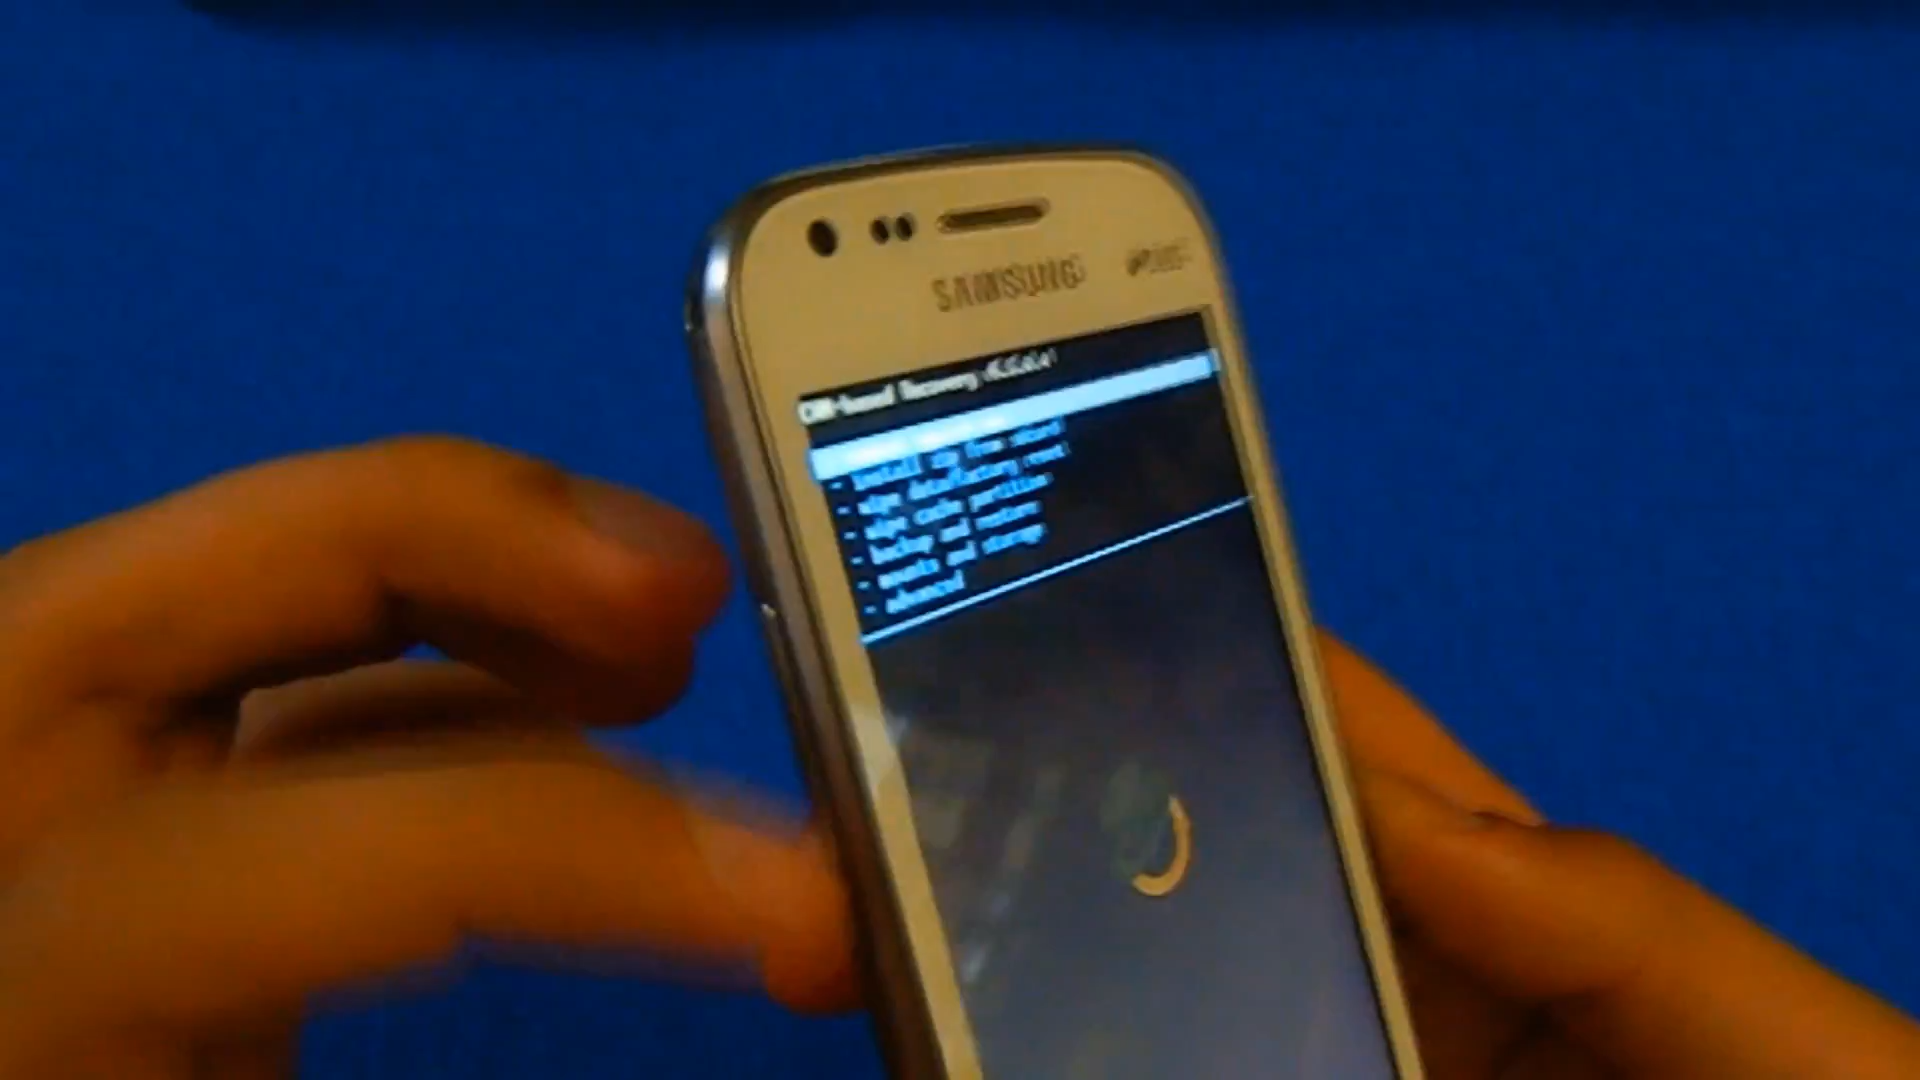 SAMSUNG
CWM-based Recovery
- install zip from sdcard
- wipe data/factory reset
- wipe cache partition
- backup and restore
- mounts and storage
- advanced